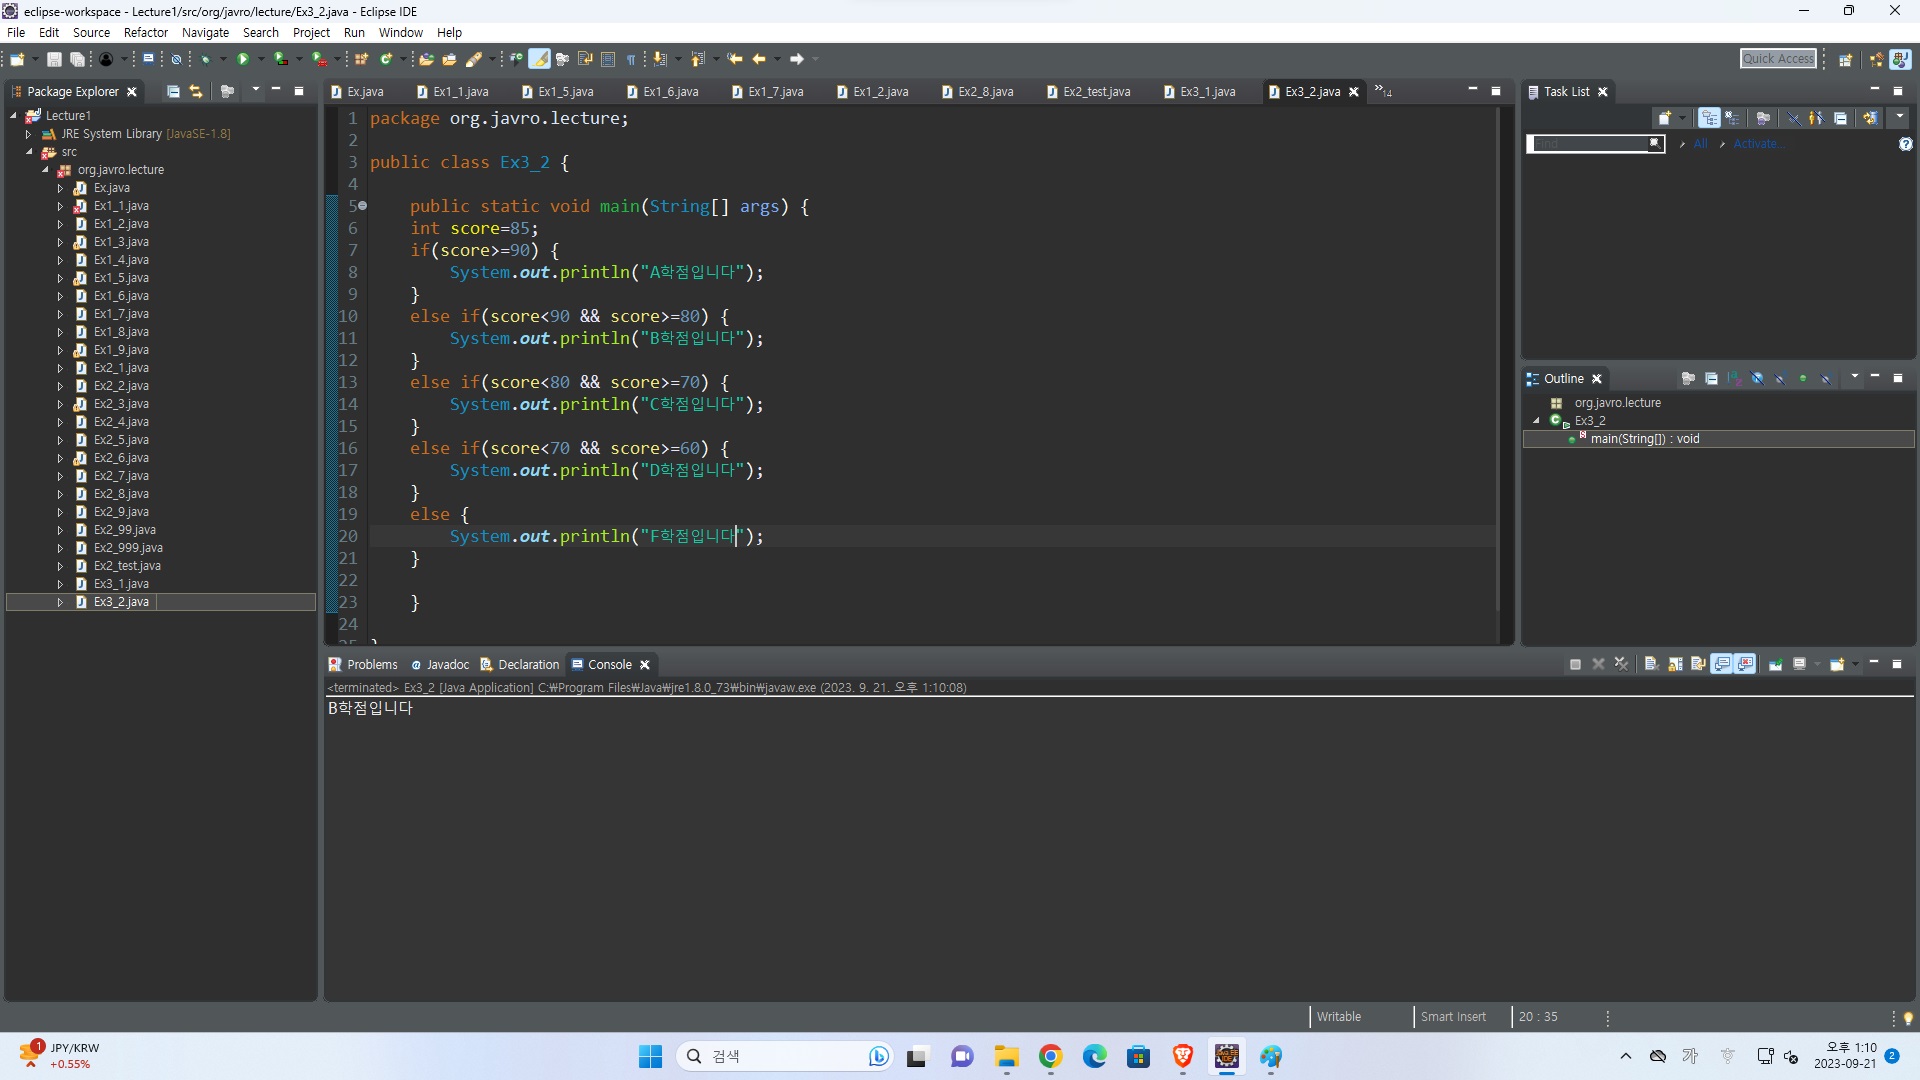 eclipse-workspace - Lecture1/src/org/javro/lecture/Ex3_2.java - Eclipse IDE
File Edit Source Refactor Navigate Search Project Run Window Help
Quick Access
Package Explorer
Lecture1
JRE System Library [JavaSE-1.8]
src
org.javro.lecture
Ex.java
Ex1_1.java
Ex1_2.java
Ex1_3.java
Ex1_4.java
Ex1_5.java
Ex1_6.java
Ex1_7.java
Ex1_8.java
Ex1_9.java
Ex2_1.java
Ex2_2.java
Ex2_3.java
Ex2_4.java
Ex2_5.java
Ex2_6.java
Ex2_7.java
Ex2_8.java
Ex2_9.java
Ex2_99.java
Ex2_999.java
Ex2_test.java
Ex3_1.java
Ex3_2.java
Ex.java Ex1_1.java Ex1_5.java Ex1_6.java Ex1_7.java Ex1_2.java Ex2_8.java Ex2_test.java Ex3_1.java Ex3_2.java »14
1 package org.javro.lecture;
2
3 public class Ex3_2 {
4
5 public static void main(String[] args) {
6 int score=85;
7 if(score>=90) {
8 System.out.println("A학점입니다");
9 }
10 else if(score<90 && score>=80) {
11 System.out.println("B학점입니다");
12 }
13 else if(score<80 && score>=70) {
14 System.out.println("C학점입니다");
15 }
16 else if(score<70 && score>=60) {
17 System.out.println("D학점입니다");
18 }
19 else {
20 System.out.println("F학점입니다");
21 }
22
23 }
24
25 }
Task List
Find All Activate...
Outline
org.javro.lecture
Ex3_2
main(String[]) : void
Problems Javadoc Declaration Console
<terminated> Ex3_2 [Java Application] C:₩Program Files₩Java₩jre1.8.0_73₩bin₩javaw.exe (2023. 9. 21. 오후 1:10:08)
B학점입니다
Writable Smart Insert 20 : 35
1 JPY/KRW
+0.55%
검색
가
오후 1:10
2023-09-21
2